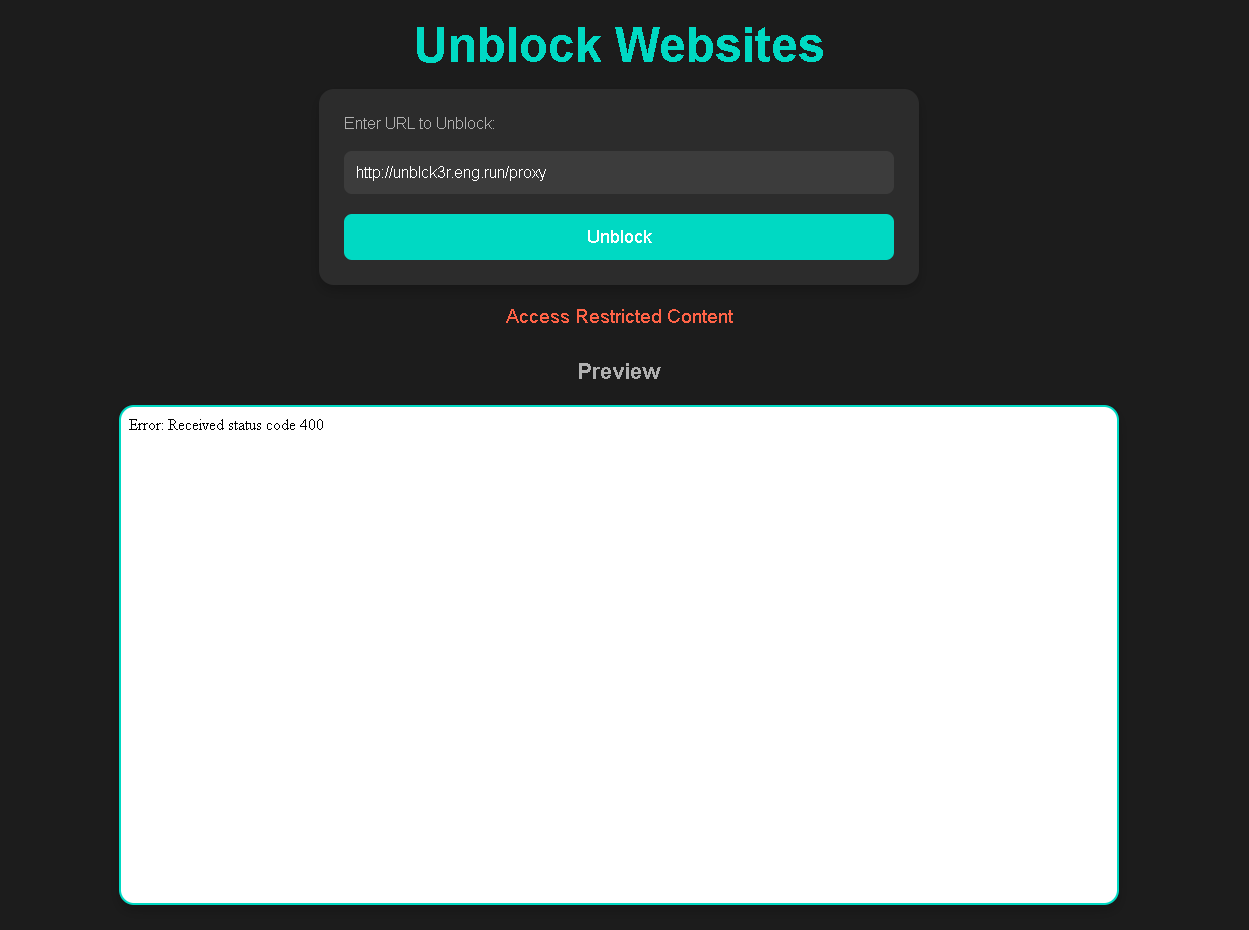 Unblock Websites
Enter URL to Unblock:
http://unblck3r.eng.run/proxy
Unblock
Access Restricted Content
Preview
Error: Received status code 400